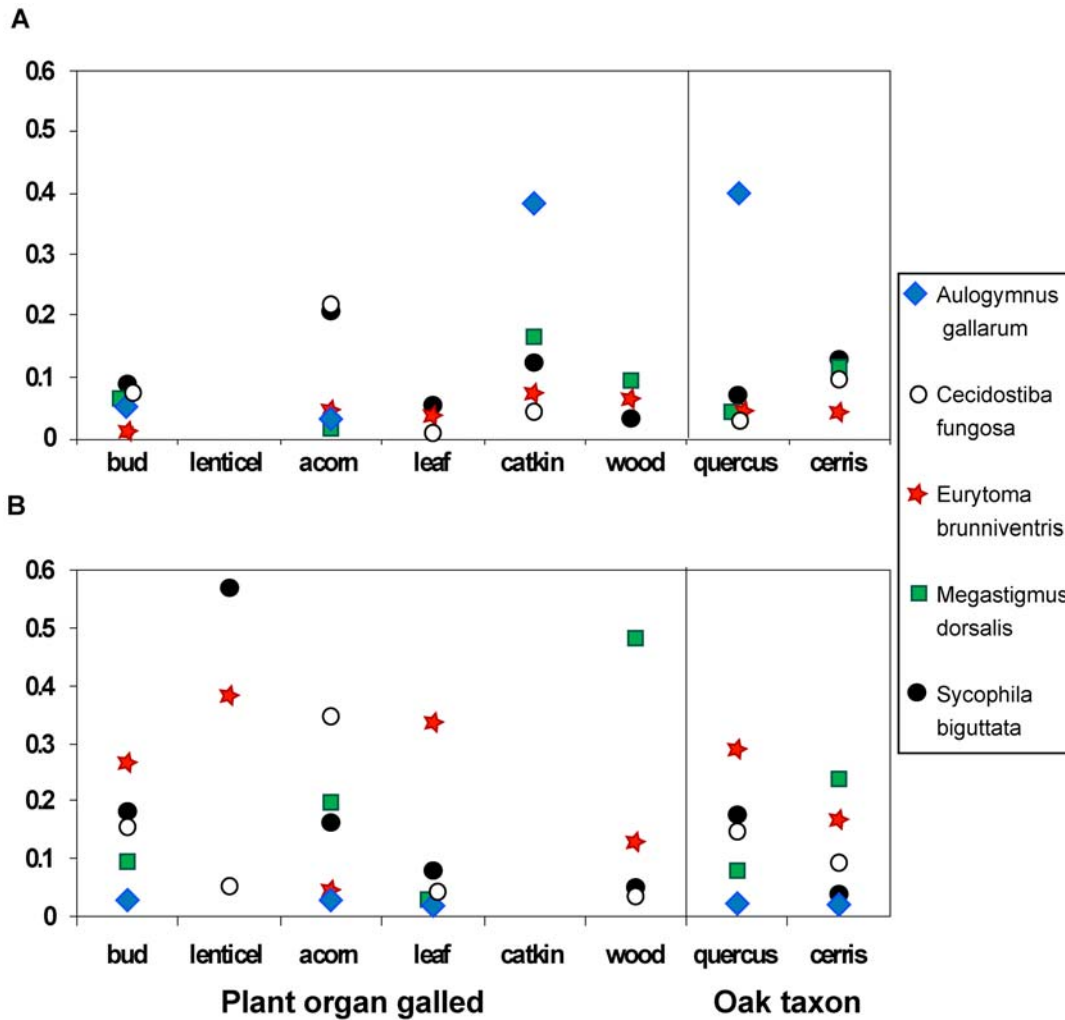 A
0.6
0.5
0.4
0.3
0.2
0.1
0
bud lenticel acorn leaf catkin wood quercus cerris
Aulogymnus
gallarum
Cecidostiba
fungosa
Eurytoma
brunniventris
Megastigmus
dorsalis
Sycophila
biguttata
B
0.6
0.5
0.4
0.3
0.2
0.1
0
bud lenticel acorn leaf catkin wood quercus cerris
Plant organ galled Oak taxon